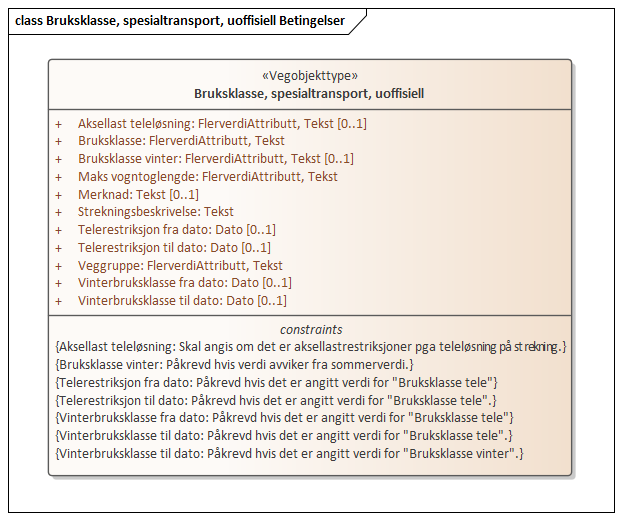 class Bruksklasse, spesialtransport, uoffisiell Betingelser
«Vegobjekttype»
Bruksklasse, spesialtransport, uoffisiell
+ Aksellast teleløsning: FlerverdiAttributt, Tekst [0..1]
+ Bruksklasse: FlerverdiAttributt, Tekst
+ Bruksklasse vinter: FlerverdiAttributt, Tekst [0..1]
+ Maks vogntoglengde: FlerverdiAttributt, Tekst
+ Merknad: Tekst [0..1]
+ Strekningsbeskrivelse: Tekst
+ Telerestriksjon fra dato: Dato [0..1]
+ Telerestriksjon til dato: Dato [0..1]
+ Veggruppe: FlerverdiAttributt, Tekst
+ Vinterbruksklasse fra dato: Dato [0..1]
+ Vinterbruksklasse til dato: Dato [0..1]
constraints
{Aksellast teleløsning: Skal angis om det er aksellastrestriksjoner pga teleløsning på strekning.}
{Bruksklasse vinter: Påkrevd hvis verdi avviker fra sommerverdi.}
{Telerestriksjon fra dato: Påkrevd hvis det er angitt verdi for "Bruksklasse tele"}
{Telerestriksjon til dato: Påkrevd hvis det er angitt verdi for "Bruksklasse tele".}
{Vinterbruksklasse fra dato: Påkrevd hvis det er angitt verdi for "Bruksklasse tele"}
{Vinterbruksklasse til dato: Påkrevd hvis det er angitt verdi for "Bruksklasse tele".}
{Vinterbruksklasse til dato: Påkrevd hvis det er angitt verdi for "Bruksklasse vinter".}